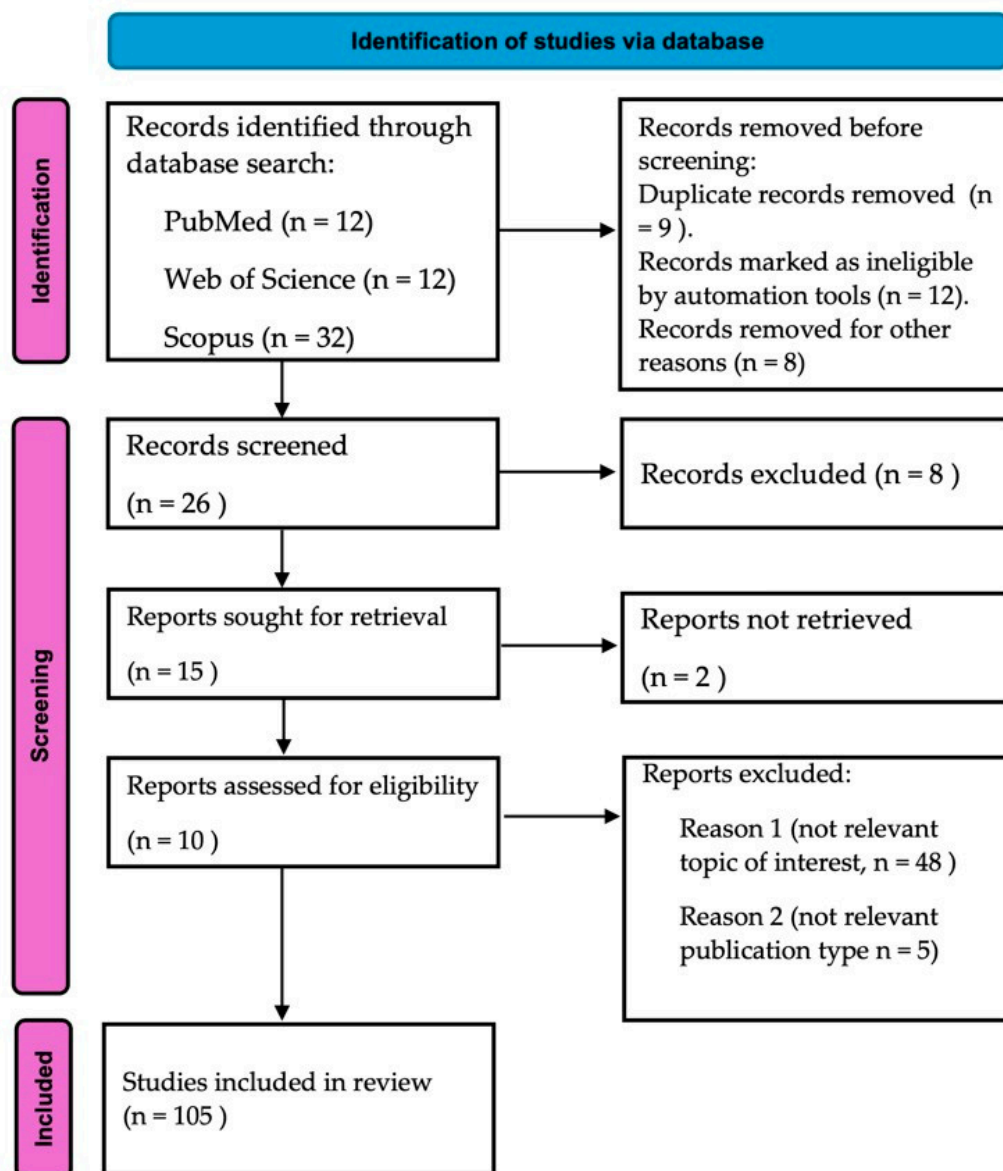 Identification of studies via database
Identification
Records identified through
database search:
PubMed (n = 12)
Web of Science (n = 12)
Scopus (n = 32)
Records removed before
screening:
Duplicate records removed  (n
= 9 ).
Records marked as ineligible
by automation tools (n = 12).
Records removed for other
reasons (n = 8)
Screening
Records screened
(n = 26 )
Records excluded (n = 8 )
Reports sought for retrieval
(n = 15 )
Reports not retrieved
(n = 2 )
Reports assessed for eligibility
(n = 10 )
Reports excluded:
Reason 1 (not relevant
topic of interest, n = 48 )
Reason 2 (not relevant
publication type n = 5)
Included
Studies included in review
(n = 105 )